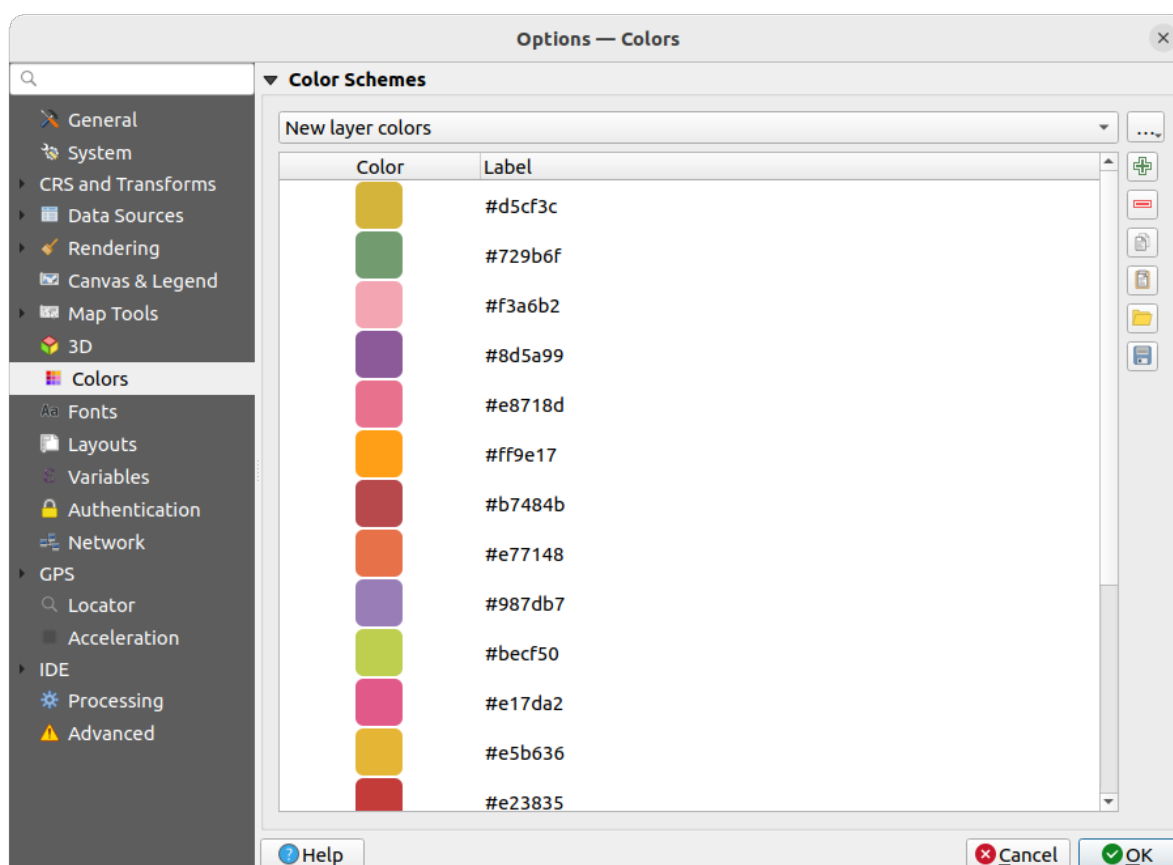 Options — Colors
General
System
CRS and Transforms
Data Sources
Rendering
Canvas & Legend
Map Tools
3D
Colors
Aa Fonts
Layouts
Variables
Authentication
Network
GPS
Locator
Acceleration
IDE
Processing
Advanced
Color Schemes
New layer colors
...
Color Label
#d5cf3c
#729b6f
#f3a6b2
#8d5a99
#e8718d
#ff9e17
#b7484b
#e77148
#987db7
#becf50
#e17da2
#e5b636
#e23835
Help
Cancel
OK